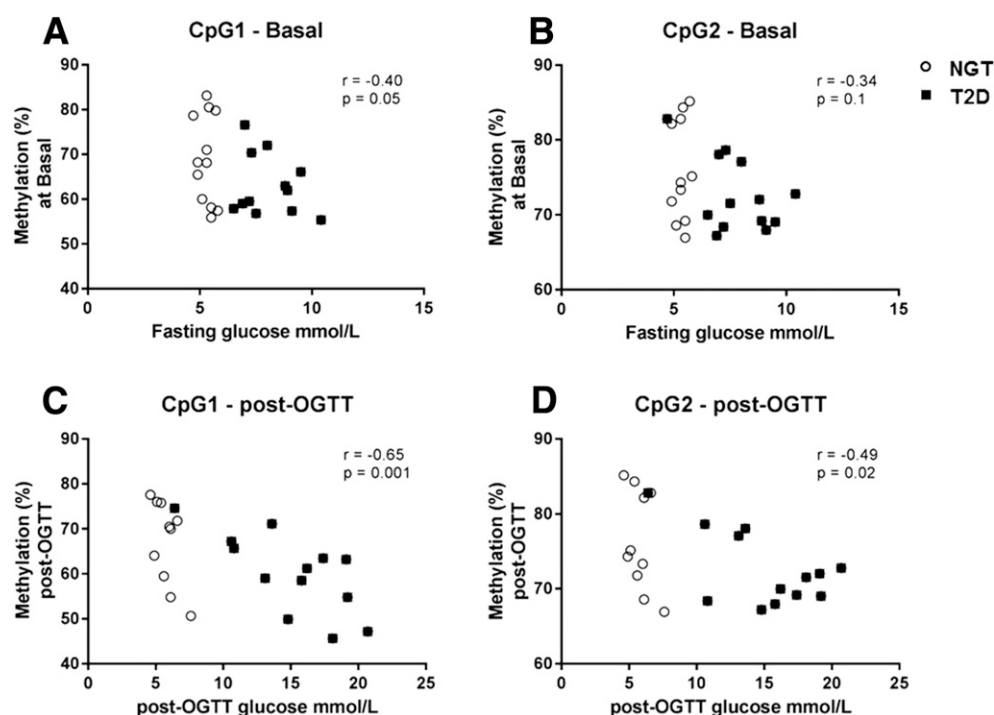 A
CpG1 - Basal
r = -0.40
p = 0.05
Methylation (%)
at Basal
90
80
70
60
50
40
0
5
10
15
Fasting glucose mmol/L
B
CpG2 - Basal
r = -0.34
p = 0.1
Methylation (%)
at Basal
90
80
70
60
0
5
10
15
Fasting glucose mmol/L
NGT
T2D
C
CpG1 - post-OGTT
r = -0.65
p = 0.001
Methylation (%)
post-OGTT
90
80
70
60
50
40
0
5
10
15
20
25
post-OGTT glucose mmol/L
D
CpG2 - post-OGTT
r = -0.49
p = 0.02
Methylation (%)
post-OGTT
90
80
70
60
0
5
10
15
20
25
post-OGTT glucose mmol/L